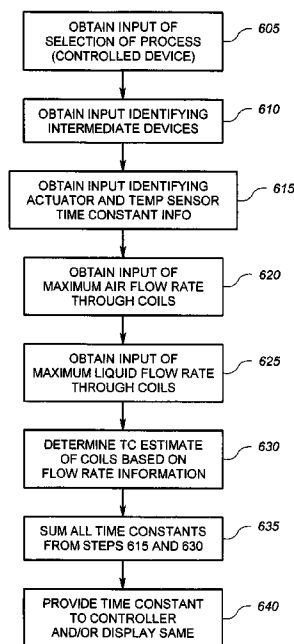 OBTAIN INPUT OF
SELECTION OF PROCESS
(CONTROLLED DEVICE)
605
OBTAIN INPUT IDENTIFYING
INTERMEDIATE DEVICES
610
OBTAIN INPUT IDENTIFYING
ACTUATOR AND TEMP SENSOR
TIME CONSTANT INFO
615
OBTAIN INPUT OF
MAXIMUM AIR FLOW RATE
THROUGH COILS
620
OBTAIN INPUT OF
MAXIMUM LIQUID FLOW RATE
THROUGH COILS
625
DETERMINE TC ESTIMATE
OF COILS BASED ON
FLOW RATE INFORMATION
630
SUM ALL TIME CONSTANTS
FROM STEPS 615 AND 630
635
PROVIDE TIME CONSTANT
TO CONTROLLER
AND/OR DISPLAY SAME
640